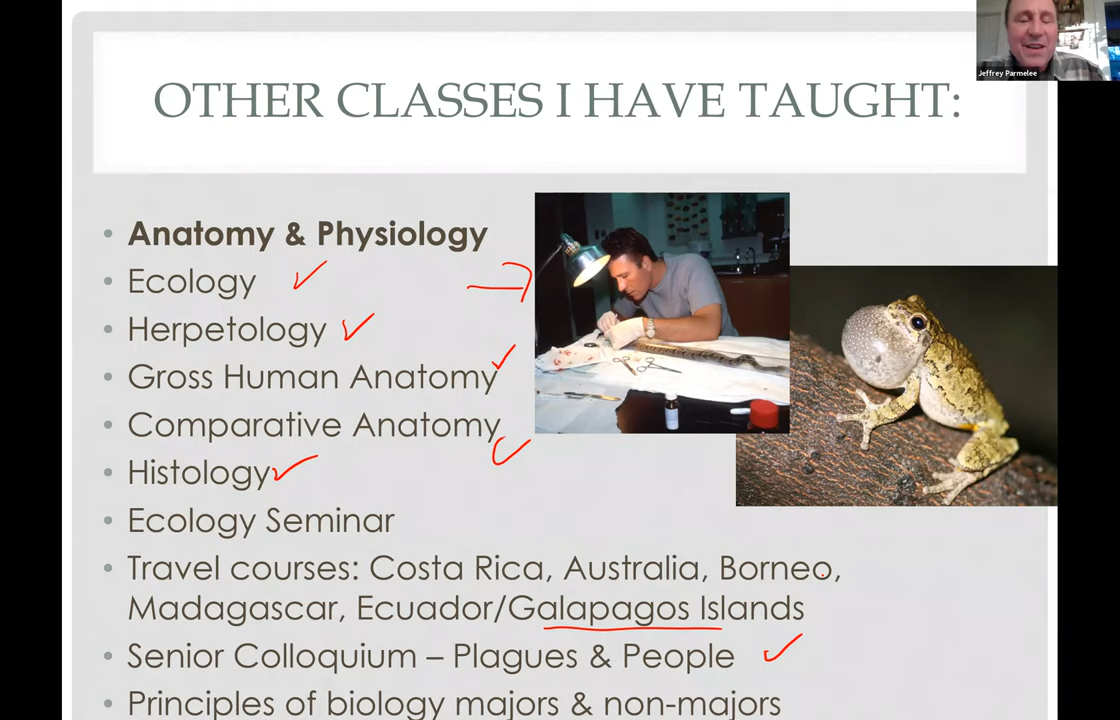 Jeffrey Parmelee
OTHER CLASSES I HAVE TAUGHT:
• Anatomy & Physiology
• Ecology
• Herpetology
• Gross Human Anatomy
• Comparative Anatomy
• Histology
• Ecology Seminar
• Travel courses: Costa Rica, Australia, Borneo,
Madagascar, Ecuador/Galapagos Islands
• Senior Colloquium – Plagues & People
• Principles of biology majors & non-majors